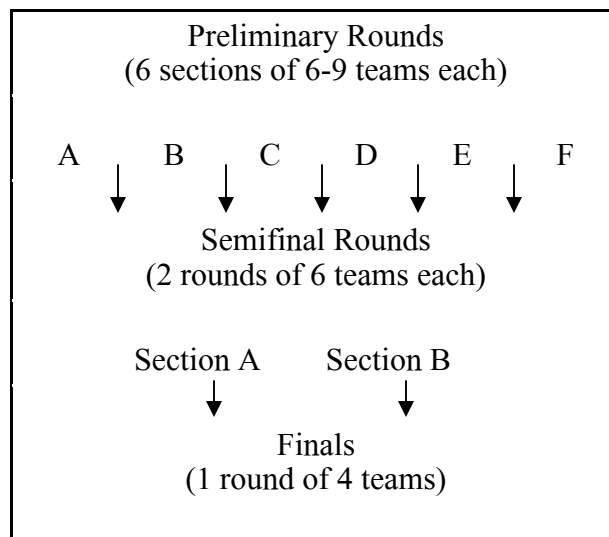 Preliminary Rounds
(6 sections of 6-9 teams each)
A B C D E F
Semifinal Rounds
(2 rounds of 6 teams each)
Section A Section B
Finals
(1 round of 4 teams)